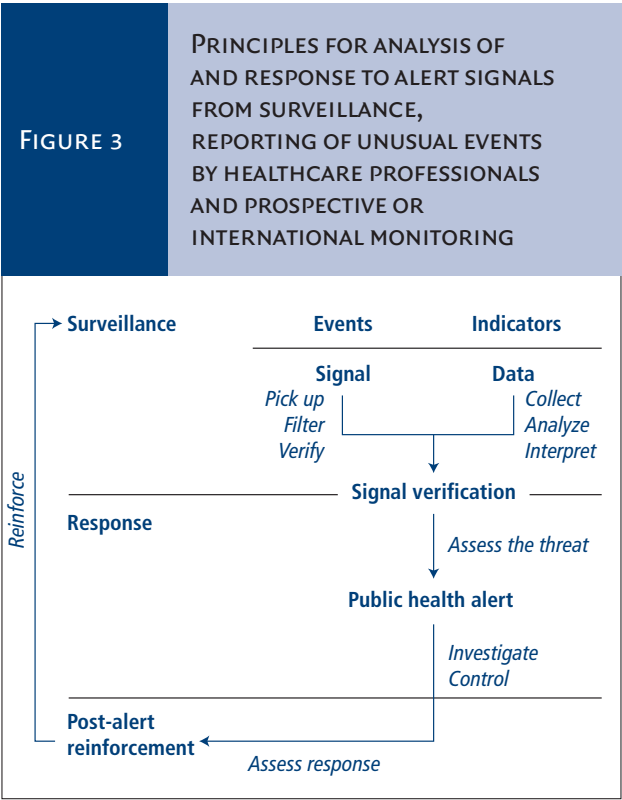 FIGURE 3
PRINCIPLES FOR ANALYSIS OF
AND RESPONSE TO ALERT SIGNALS
FROM SURVEILLANCE,
REPORTING OF UNUSUAL EVENTS
BY HEALTHCARE PROFESSIONALS
AND PROSPECTIVE OR
INTERNATIONAL MONITORING
Surveillance
Events
Indicators
Signal
Data
Pick up
Filter
Verify
Collect
Analyze
Interpret
Signal verification
Response
Assess the threat
Public health alert
Investigate
Control
Post-alert
reinforcement
Assess response
Reinforce